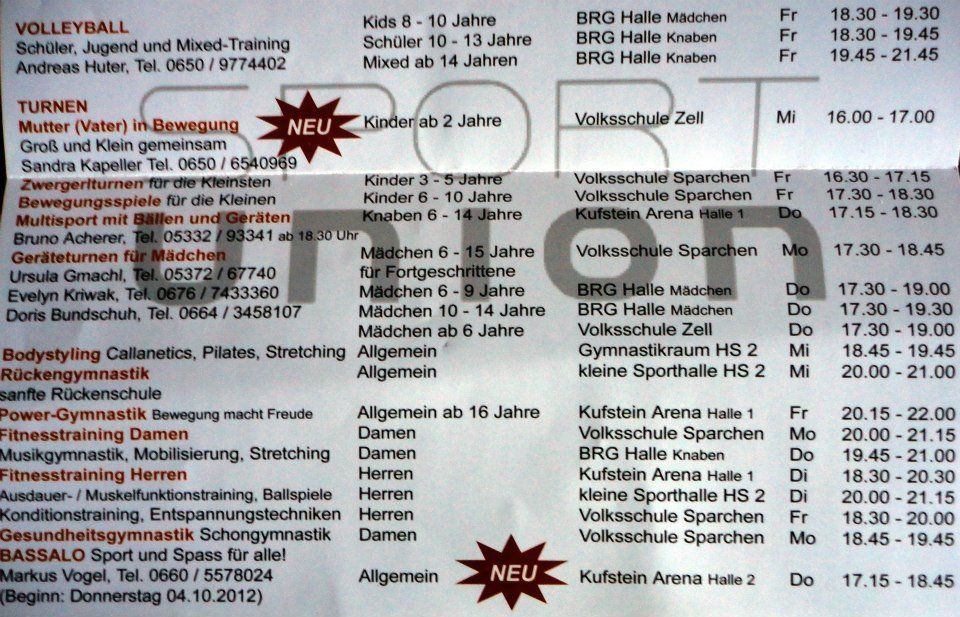 VOLLEYBALL Kids 8 - 10 Jahre BRG Halle Mädchen Fr 18.30 - 19.30
Schüler, Jugend und Mixed-Training Schüler 10 - 13 Jahre BRG Halle Knaben Fr 18.30 - 19.45
Andreas Huter, Tel. 0650 / 9774402 Mixed ab 14 Jahren BRG Halle Knaben Fr 19.45 - 21.45
SPORT
TURNEN
Mutter (Vater) in Bewegung NEU Kinder ab 2 Jahre Volksschule Zell Mi 16.00 - 17.00
Groß und Klein gemeinsam
Sandra Kapeller Tel. 0650 / 6540969
Zwergerlturnen für die Kleinsten Kinder 3 - 5 Jahre Volksschule Sparchen Fr 16.30 - 17.15
Bewegungsspiele für die Kleinen Kinder 6 - 10 Jahre Volksschule Sparchen Fr 17.30 - 18.30
Multisport mit Bällen und Geräten Knaben 6 - 14 Jahre Kufstein Arena Halle 1 Do 17.15 - 18.30
Bruno Acherer, Tel. 05332 / 93341 ab 18.30 Uhr
union
Geräteturnen für Mädchen Mädchen 6 - 15 Jahre Volksschule Sparchen Mo 17.30 - 18.45
Ursula Gmachl, Tel. 05372 / 67740 für Fortgeschrittene
Evelyn Kriwak, Tel. 0676 / 7433360 Mädchen 6 - 9 Jahre BRG Halle Mädchen Do 17.30 - 19.00
Doris Bundschuh, Tel. 0664 / 3458107 Mädchen 10 - 14 Jahre BRG Halle Mädchen Do 17.30 - 19.30
Mädchen ab 6 Jahre Volksschule Zell Do 17.30 - 19.00
Bodystyling Callanetics, Pilates, Stretching Allgemein Gymnastikraum HS 2 Mi 18.45 - 19.45
Rückengymnastik Allgemein kleine Sporthalle HS 2 Mi 20.00 - 21.00
sanfte Rückenschule
Power-Gymnastik Bewegung macht Freude Allgemein ab 16 Jahre Kufstein Arena Halle 1 Fr 20.15 - 22.00
Fitnesstraining Damen Damen Volksschule Sparchen Mo 20.00 - 21.15
Musikgymnastik, Mobilisierung, Stretching Damen BRG Halle Knaben Do 19.45 - 21.00
Fitnesstraining Herren Herren Kufstein Arena Halle 1 Di 18.30 - 20.30
Ausdauer- / Muskelfunktionstraining, Ballspiele Herren kleine Sporthalle HS 2 Di 20.00 - 21.15
Konditionstraining, Entspannungstechniken Herren Volksschule Sparchen Fr 18.30 - 20.00
Gesundheitsgymnastik Schongymnastik Damen Volksschule Sparchen Mo 18.45 - 19.45
BASSALO Sport und Spass für alle!
Markus Vogel, Tel. 0660 / 5578024 Allgemein NEU Kufstein Arena Halle 2 Do 17.15 - 18.45
(Beginn: Donnerstag 04.10.2012)